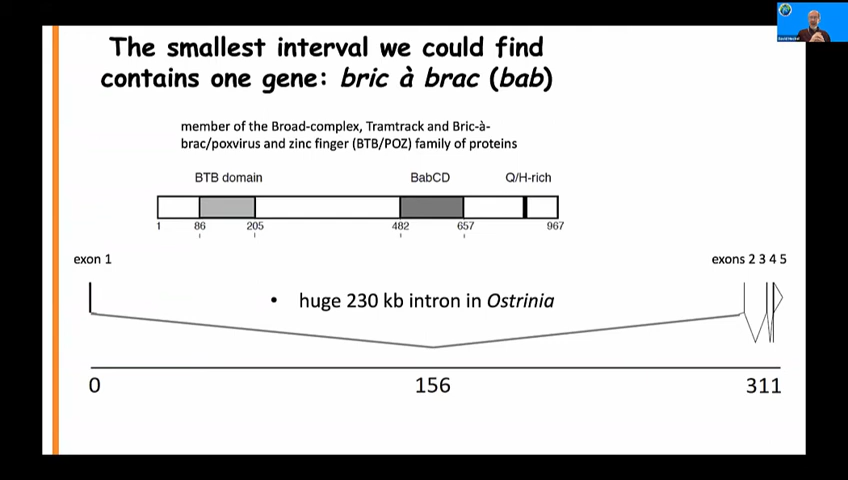 The smallest interval we could find
contains one gene: bric à brac (bab)
member of the Broad-complex, Tramtrack and Bric-à-
brac/poxvirus and zinc finger (BTB/POZ) family of proteins
BTB domain BabCD Q/H-rich
1 86 205 482 657 967
exon 1 exons 2 3 4 5
• huge 230 kb intron in Ostrinia
0 156 311